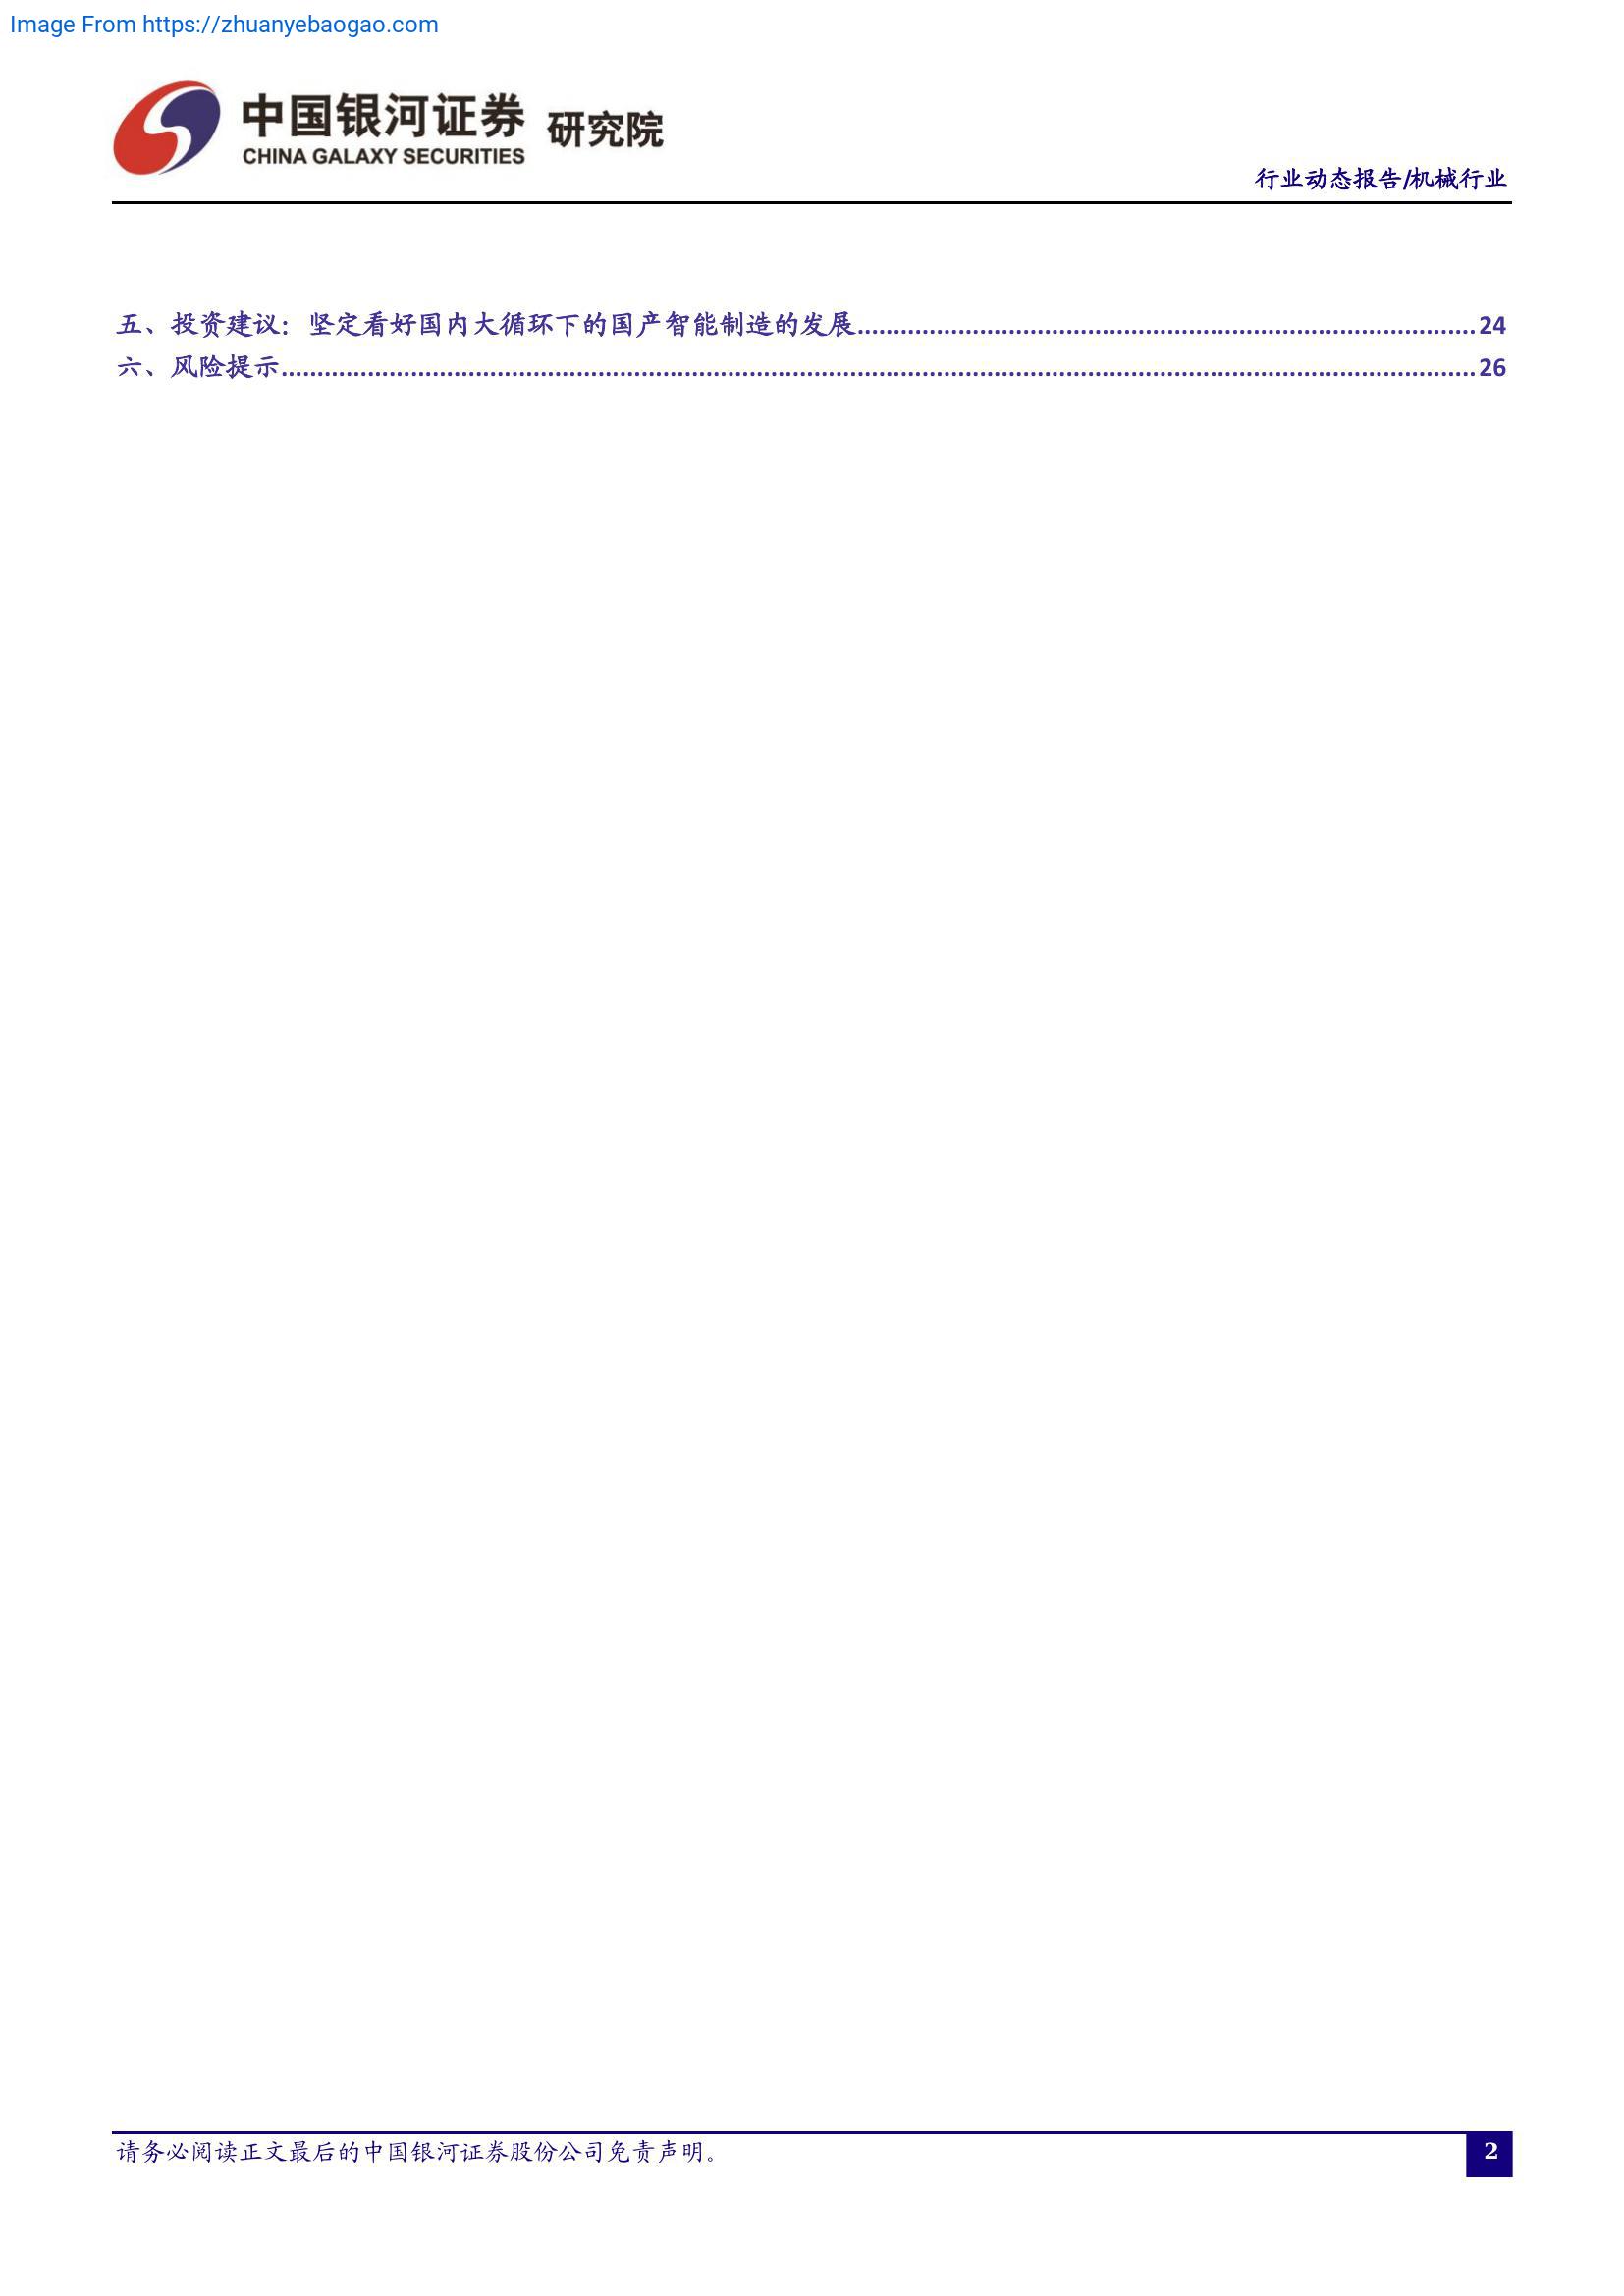 Image From https://zhuanyebaogao.com
中国银河证券 研究院
CHINA GALAXY SECURITIES
行业动态报告/机械行业
五、投资建议：坚定看好国内大循环下的国产智能制造的发展........................................24
六、风险提示........................................26
请务必阅读正文最后的中国银河证券股份公司免责声明。
2